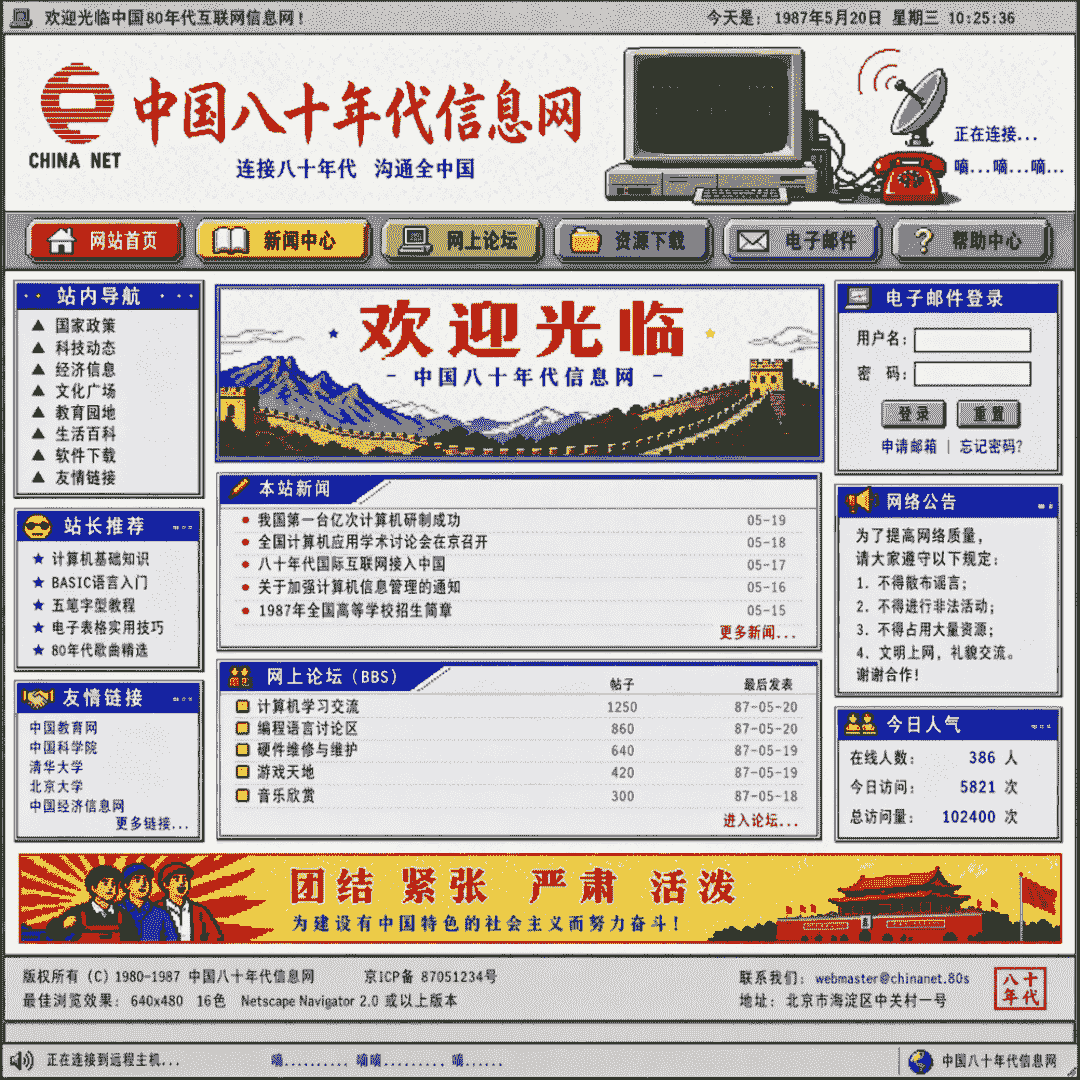 欢迎光临中国80年代互联网信息网！
今天是： 1987年5月20日 星期三 10:25:36
CHINA NET
中国八十年代信息网
连接八十年代 沟通全中国
正在连接...
嘀...嘀...嘀...
网站首页
新闻中心
网上论坛
资源下载
电子邮件
? 帮助中心
站内导航
国家政策
科技动态
经济信息
文化广场
教育园地
生活百科
软件下载
友情链接
站长推荐
计算机基础知识
BASIC语言入门
五笔字型教程
电子表格实用技巧
80年代歌曲精选
友情链接
中国教育网
中国科学院
清华大学
北京大学
中国经济信息网
更多链接...
欢迎光临
- 中国八十年代信息网 -
本站新闻
我国第一台亿次计算机研制成功 05-19
全国计算机应用学术讨论会在京召开 05-18
八十年代国际互联网接入中国 05-17
关于加强计算机信息管理的通知 05-16
1987年全国高等学校招生简章 05-15
更多新闻...
网上论坛（BBS） 帖子 最后发表
计算机学习交流 1250 87-05-20
编程语言讨论区 860 87-05-20
硬件维修与维护 640 87-05-19
游戏天地 420 87-05-19
音乐欣赏 300 87-05-18
进入论坛...
电子邮件登录
用户名：
密 码：
登录 重置
申请邮箱 | 忘记密码?
网络公告
为了提高网络质量，
请大家遵守以下规定：
1. 不得散布谣言；
2. 不得进行非法活动；
3. 不得占用大量资源；
4. 文明上网，礼貌交流。
谢谢合作！
今日人气
在线人数： 386 人
今日访问： 5821 次
总访问量： 102400 次
团结 紧张 严肃 活泼
为建设有中国特色的社会主义而努力奋斗！
版权所有 (C) 1980-1987 中国八十年代信息网 京ICP备 87051234号
最佳浏览效果： 640x480 16色 Netscape Navigator 2.0 或以上版本
联系我们： webmaster@chinanet.80s
地址： 北京市海淀区中关村一号
八十
年代
正在连接到远程主机...
嘀.......... 嘀嘀......... 嘀......
中国八十年代信息网